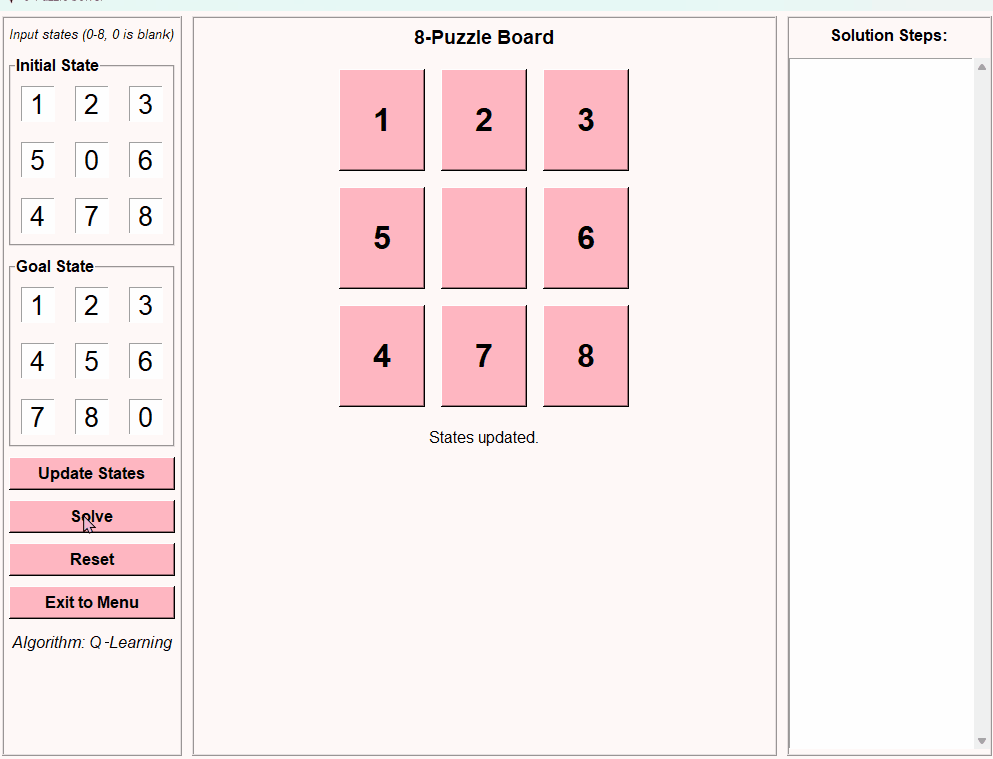 Input states (0-8, 0 is blank)
Initial State
1 2 3
5 0 6
4 7 8
Goal State
1 2 3
4 5 6
7 8 0
Update States
Solve
Reset
Exit to Menu
Algorithm: Q-Learning
8-Puzzle Board
1 2 3
5 6
4 7 8
States updated.
Solution Steps: